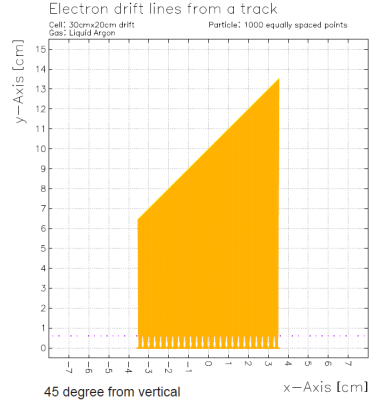 Electron drift lines from a track
Cell: 30cmx20cm drift
Particle: 1000 equally spaced points
Gas: Liquid Argon
y-Axis [cm]
15
14
13
12
11
10
9
8
7
6
5
4
3
2
1
0
-7 -6 -5 -4 -3 -2 -1 0 1 2 3 4 5 6 7
x-Axis [cm]
45 degree from vertical